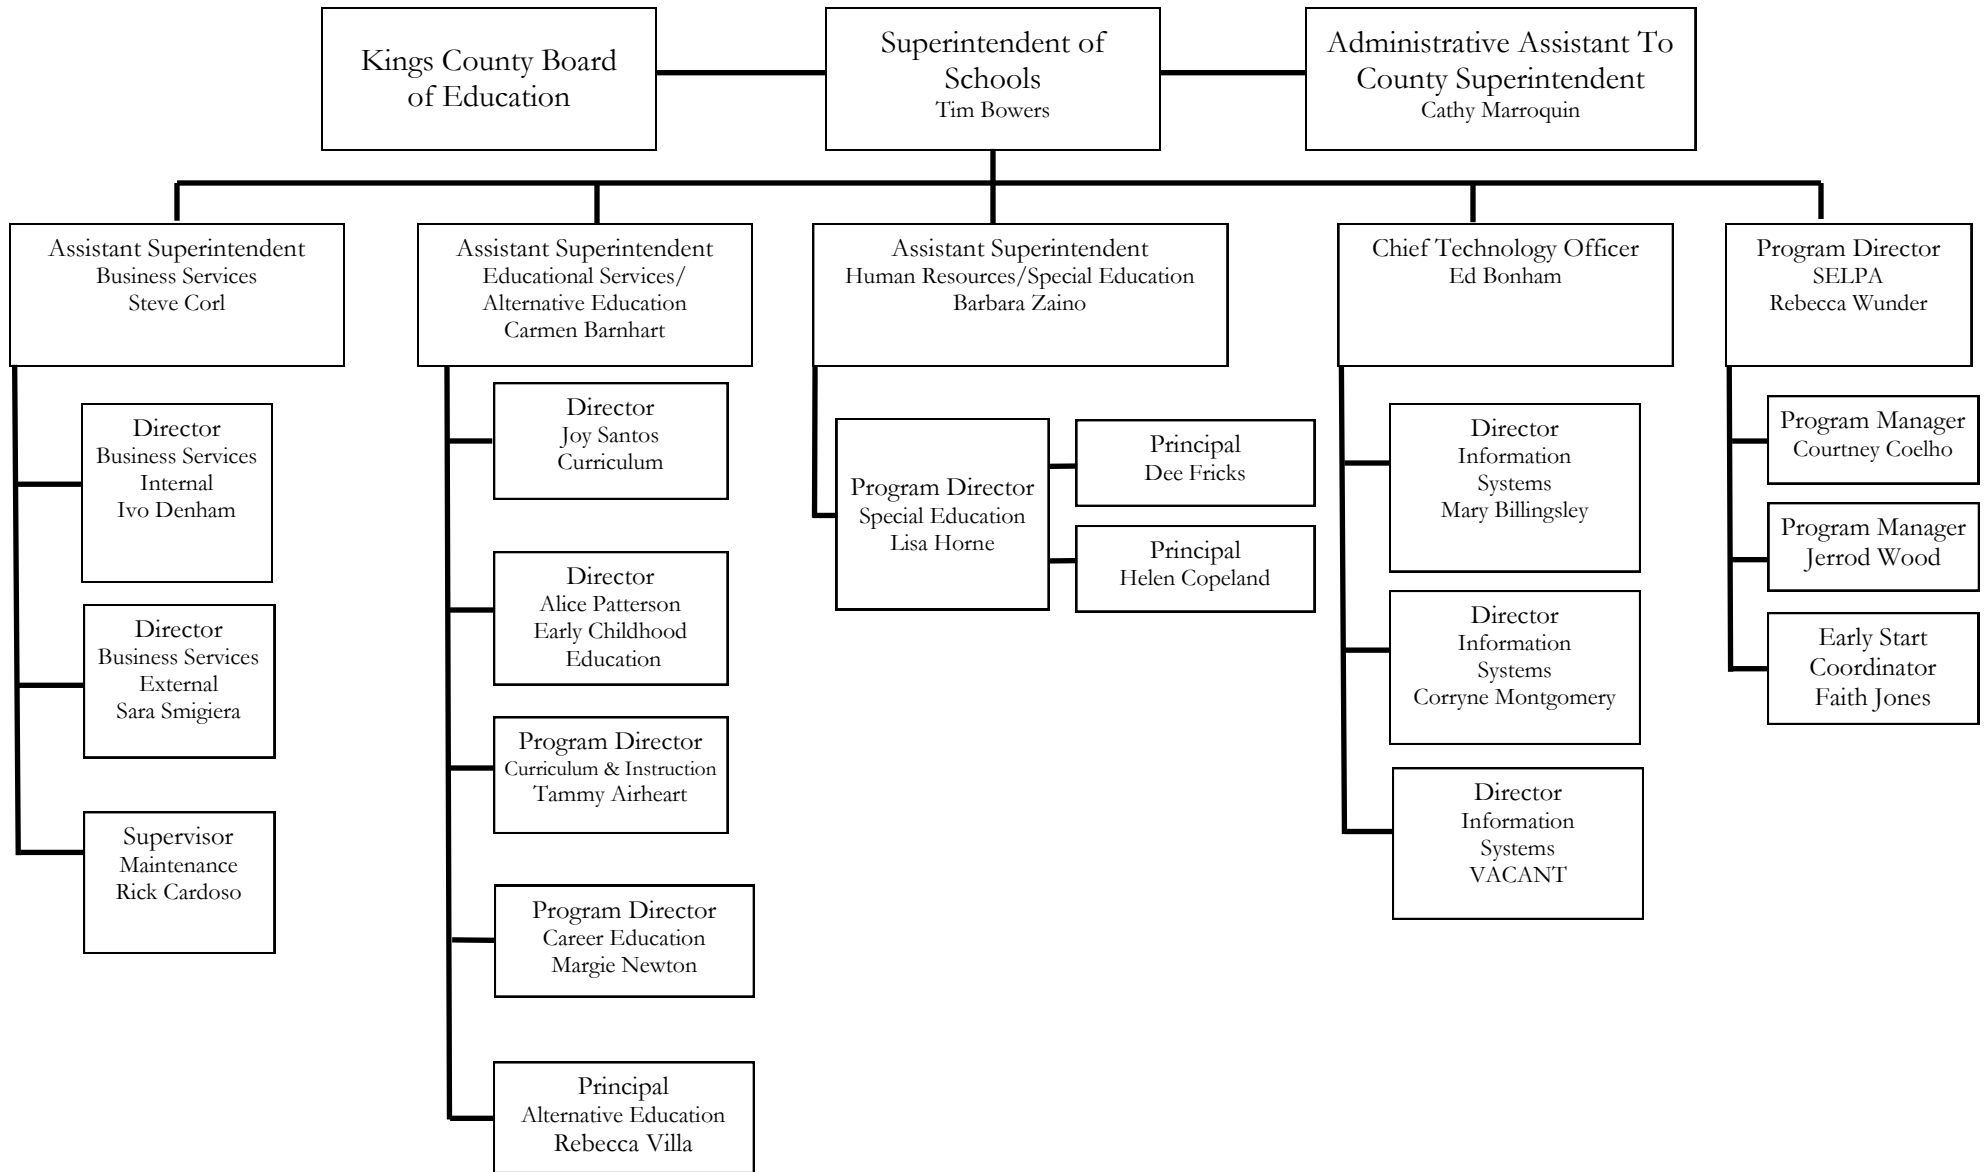 Kings County Board
of Education
Superintendent of
Schools
Tim Bowers
Administrative Assistant To
County Superintendent
Cathy Marroquin
Assistant Superintendent
Business Services
Steve Corl
Director
Business Services
Internal
Ivo Denham
Director
Business Services
External
Sara Smigiera
Supervisor
Maintenance
Rick Cardoso
Assistant Superintendent
Educational Services/
Alternative Education
Carmen Barnhart
Director
Joy Santos
Curriculum
Director
Alice Patterson
Early Childhood
Education
Program Director
Curriculum & Instruction
Tammy Airheart
Program Director
Career Education
Margie Newton
Principal
Alternative Education
Rebecca Villa
Assistant Superintendent
Human Resources/Special Education
Barbara Zaino
Program Director
Special Education
Lisa Horne
Principal
Dee Fricks
Principal
Helen Copeland
Chief Technology Officer
Ed Bonham
Director
Information
Systems
Mary Billingsley
Director
Information
Systems
Corryne Montgomery
Director
Information
Systems
VACANT
Program Director
SELPA
Rebecca Wunder
Program Manager
Courtney Coelho
Program Manager
Jerrod Wood
Early Start
Coordinator
Faith Jones